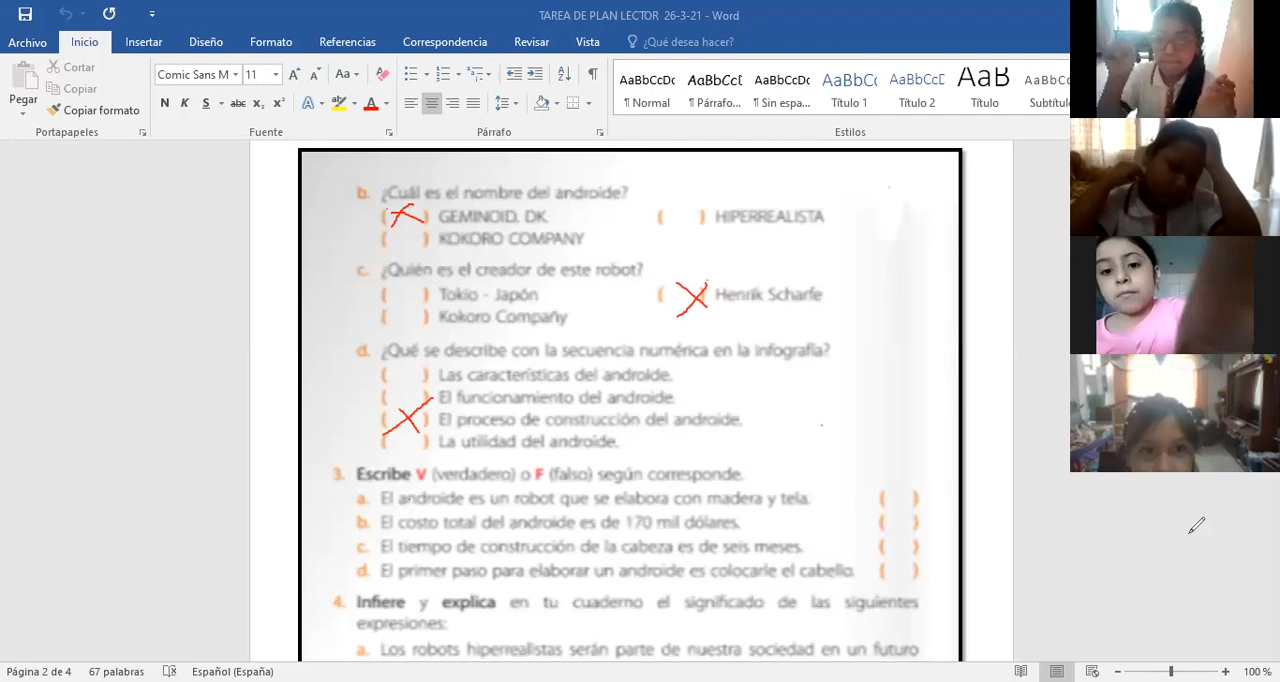 TAREA DE PLAN LECTOR 26-3-21 - Word
Archivo Inicio Insertar Diseño Formato Referencias Correspondencia Revisar Vista ¿Qué desea hacer?
Cortar
Copiar
Copiar formato
Pegar
Comic Sans M 11
N K S abc x₂ x² A A
AaBbCcDc AaBbCcD AaBbCcDc AaBbC AaBbCcD AaB AaBbCcD
¶ Normal ¶ Párrafo... ¶ Sin espa... Título 1 Título 2 Título Subtítul
Portapapeles Fuente Párrafo Estilos
b. ¿Cuál es el nombre del androide?
( ) GEMINOID. DK. ( ) HIPERREALISTA
( ) KOKORO COMPANY
c. ¿Quién es el creador de este robot?
( ) Tokio - Japón ( ) Henrik Scharfe
( ) Kokoro Company
d. ¿Qué se describe con la secuencia numérica en la infografía?
( ) Las características del androide.
( ) El funcionamiento del androide.
( ) El proceso de construcción del androide.
( ) La utilidad del androide.
3. Escribe V (verdadero) o F (falso) según corresponde.
a. El androide es un robot que se elabora con madera y tela. ( )
b. El costo total del androide es de 170 mil dólares. ( )
c. El tiempo de construcción de la cabeza es de seis meses. ( )
d. El primer paso para elaborar un androide es colocarle el cabello. ( )
4. Infiere y explica en tu cuaderno el significado de las siguientes
expresiones:
a. Los robots hiperrealistas serán parte de nuestra sociedad en un futuro
Página 2 de 4 67 palabras Español (España) 100 %